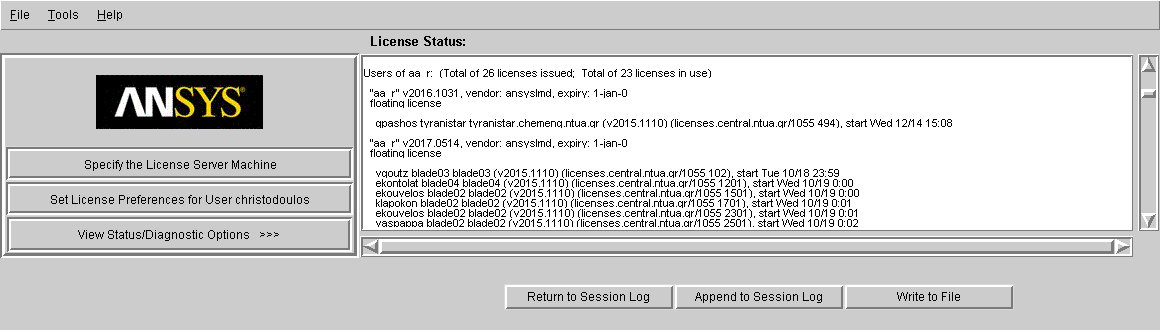 File Tools Help
License Status:
ANSYS
Specify the License Server Machine
Set License Preferences for User christodoulos
View Status/Diagnostic Options >>>
Users of aa_r: (Total of 26 licenses issued; Total of 23 licenses in use)
"aa_r" v2016.1031, vendor: ansyslmd, expiry: 1-jan-0
floating license
gpashos tyranistar tyranistar.chemeng.ntua.gr (v2015.1110) (licenses.central.ntua.gr/1055 494), start Wed 12/14 15:08
"aa_r" v2017.0514, vendor: ansyslmd, expiry: 1-jan-0
floating license
vgoutz blade03 blade03 (v2015.1110) (licenses.central.ntua.gr/1055 102), start Tue 10/18 23:59
ekontolat blade04 blade04 (v2015.1110) (licenses.central.ntua.gr/1055 1201), start Wed 10/19 0:00
ekouvelos blade02 blade02 (v2015.1110) (licenses.central.ntua.gr/1055 1501), start Wed 10/19 0:00
klapokon blade02 blade02 (v2015.1110) (licenses.central.ntua.gr/1055 1701), start Wed 10/19 0:01
ekouvelos blade02 blade02 (v2015.1110) (licenses.central.ntua.gr/1055 2301), start Wed 10/19 0:01
vaspappa blade02 blade02 (v2015.1110) (licenses.central.ntua.gr/1055 2501), start Wed 10/19 0:02
Return to Session Log
Append to Session Log
Write to File